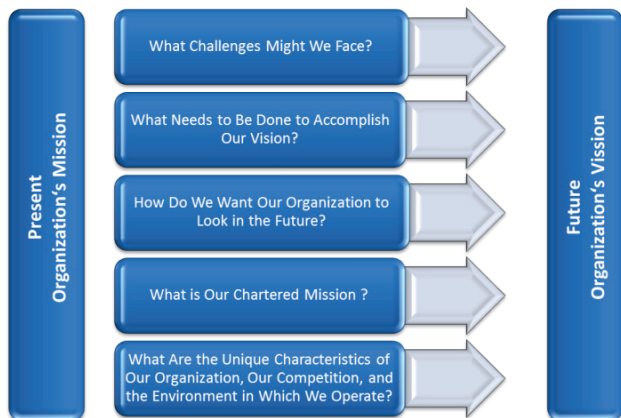 Present
Organization's Mission
What Challenges Might We Face?
What Needs to Be Done to Accomplish
Our Vision?
How Do We Want Our Organization to
Look in the Future?
What is Our Chartered Mission ?
What Are the Unique Characteristics of
Our Organization, Our Competition, and
the Environment in Which We Operate?
Future
Organization's Vission